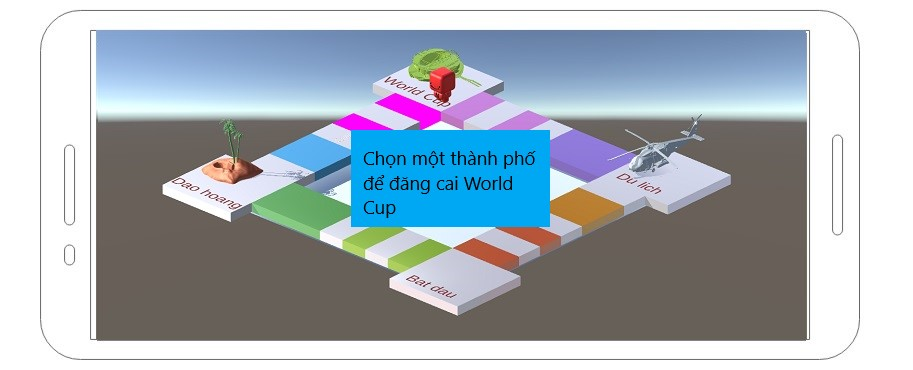 World Cup
Chọn một thành phố
để đăng cai World
Cup
Dao hoang
Du lich
Bat dau